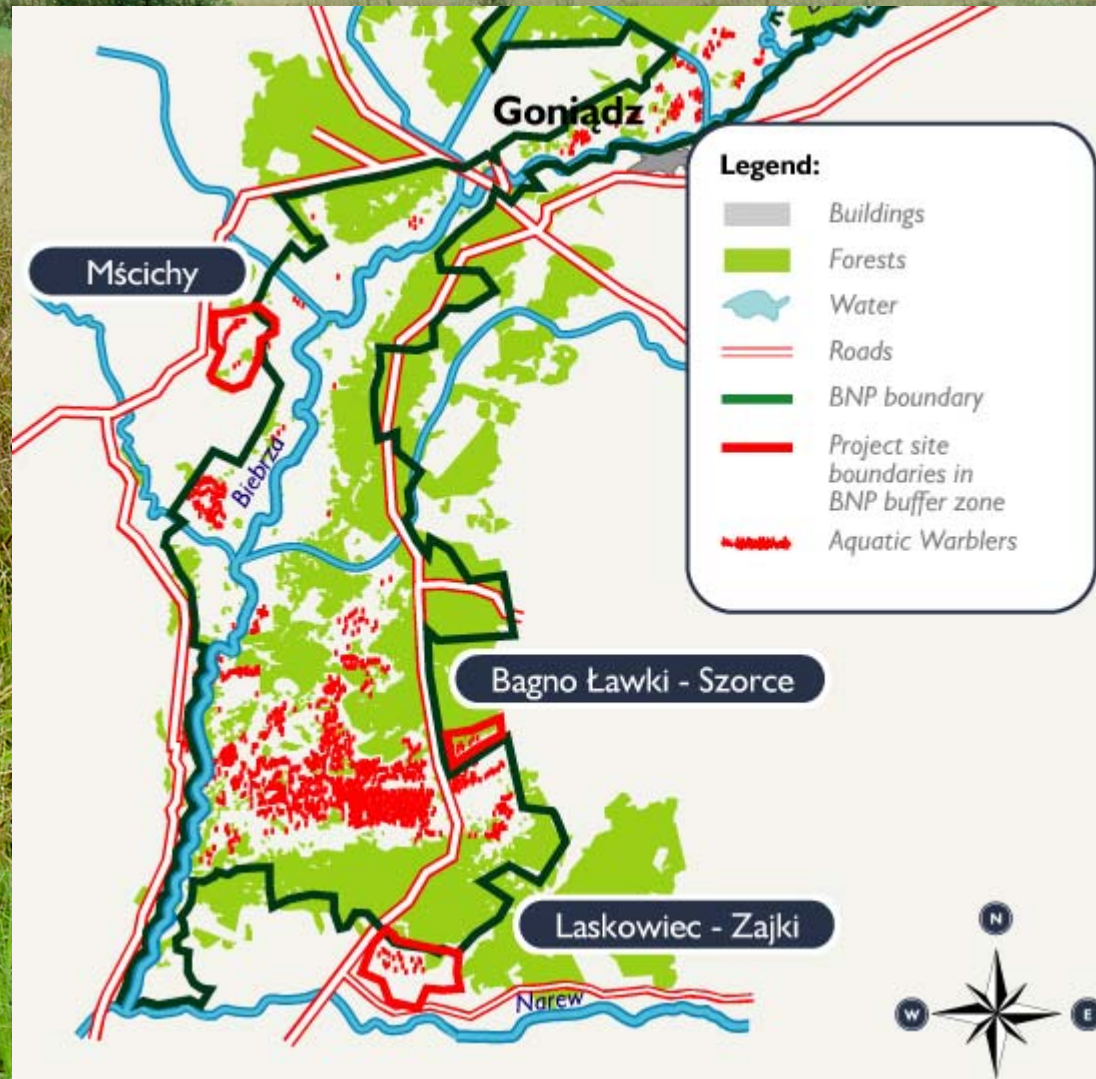 Goniądz
Legend:
Buildings
Forests
Water
Roads
BNP boundary
Project site
boundaries in
BNP buffer zone
Aquatic Warblers
Mścichy
Biebrza
Bagno Ławki - Szorce
Laskowiec - Zajki
Narew
N
W
E